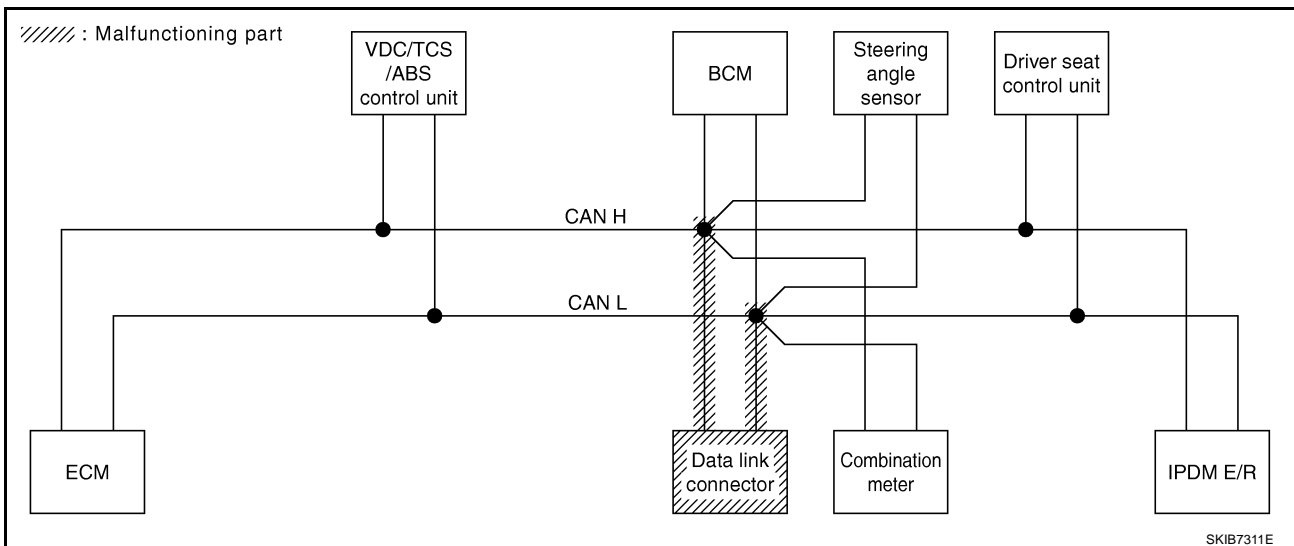 : Malfunctioning part
VDC/TCS
/ABS
control unit
BCM
Steering
angle
sensor
Driver seat
control unit
CAN H
CAN L
ECM
Data link
connector
Combination
meter
IPDM E/R
SKIB7311E